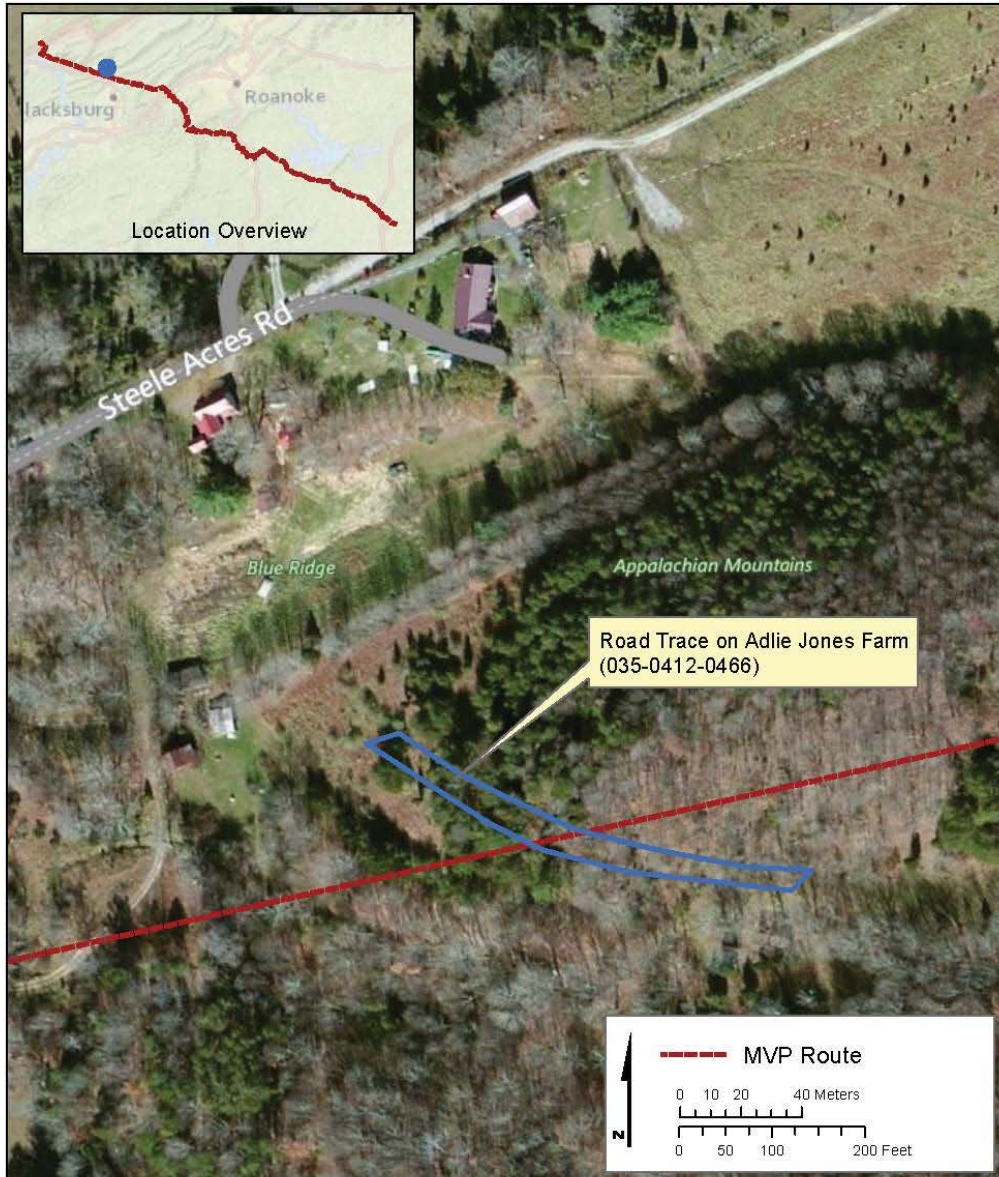 lacksburg
Roanoke
Location Overview
Steele Acres Rd
Blue Ridge
Appalachian Mountains
Road Trace on Adlie Jones Farm
(035-0412-0466)
MVP Route
0 10 20 40 Meters
N
0 50 100 200 Feet